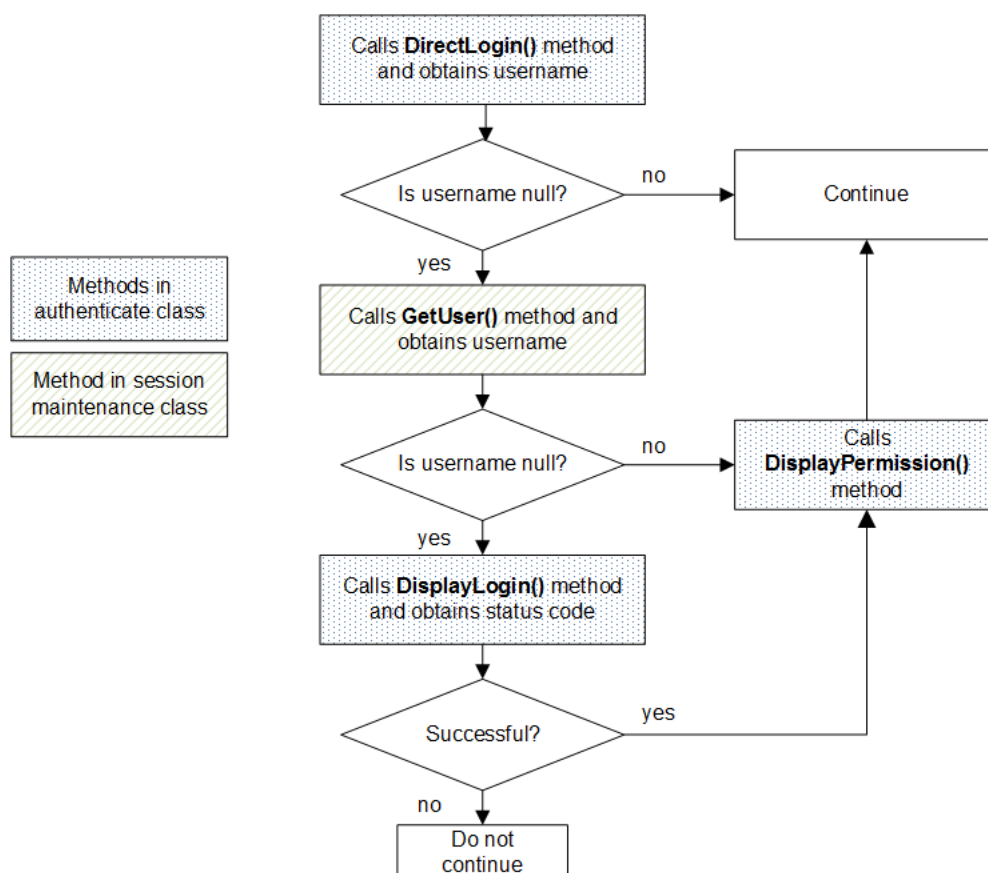 Calls DirectLogin() method
and obtains username
Is username null?
no
Continue
yes
Methods in
authenticate class
Calls GetUser() method and
obtains username
Method in session
maintenance class
Is username null?
no
Calls
DisplayPermission()
method
yes
Calls DisplayLogin() method
and obtains status code
Successful?
yes
no
Do not
continue